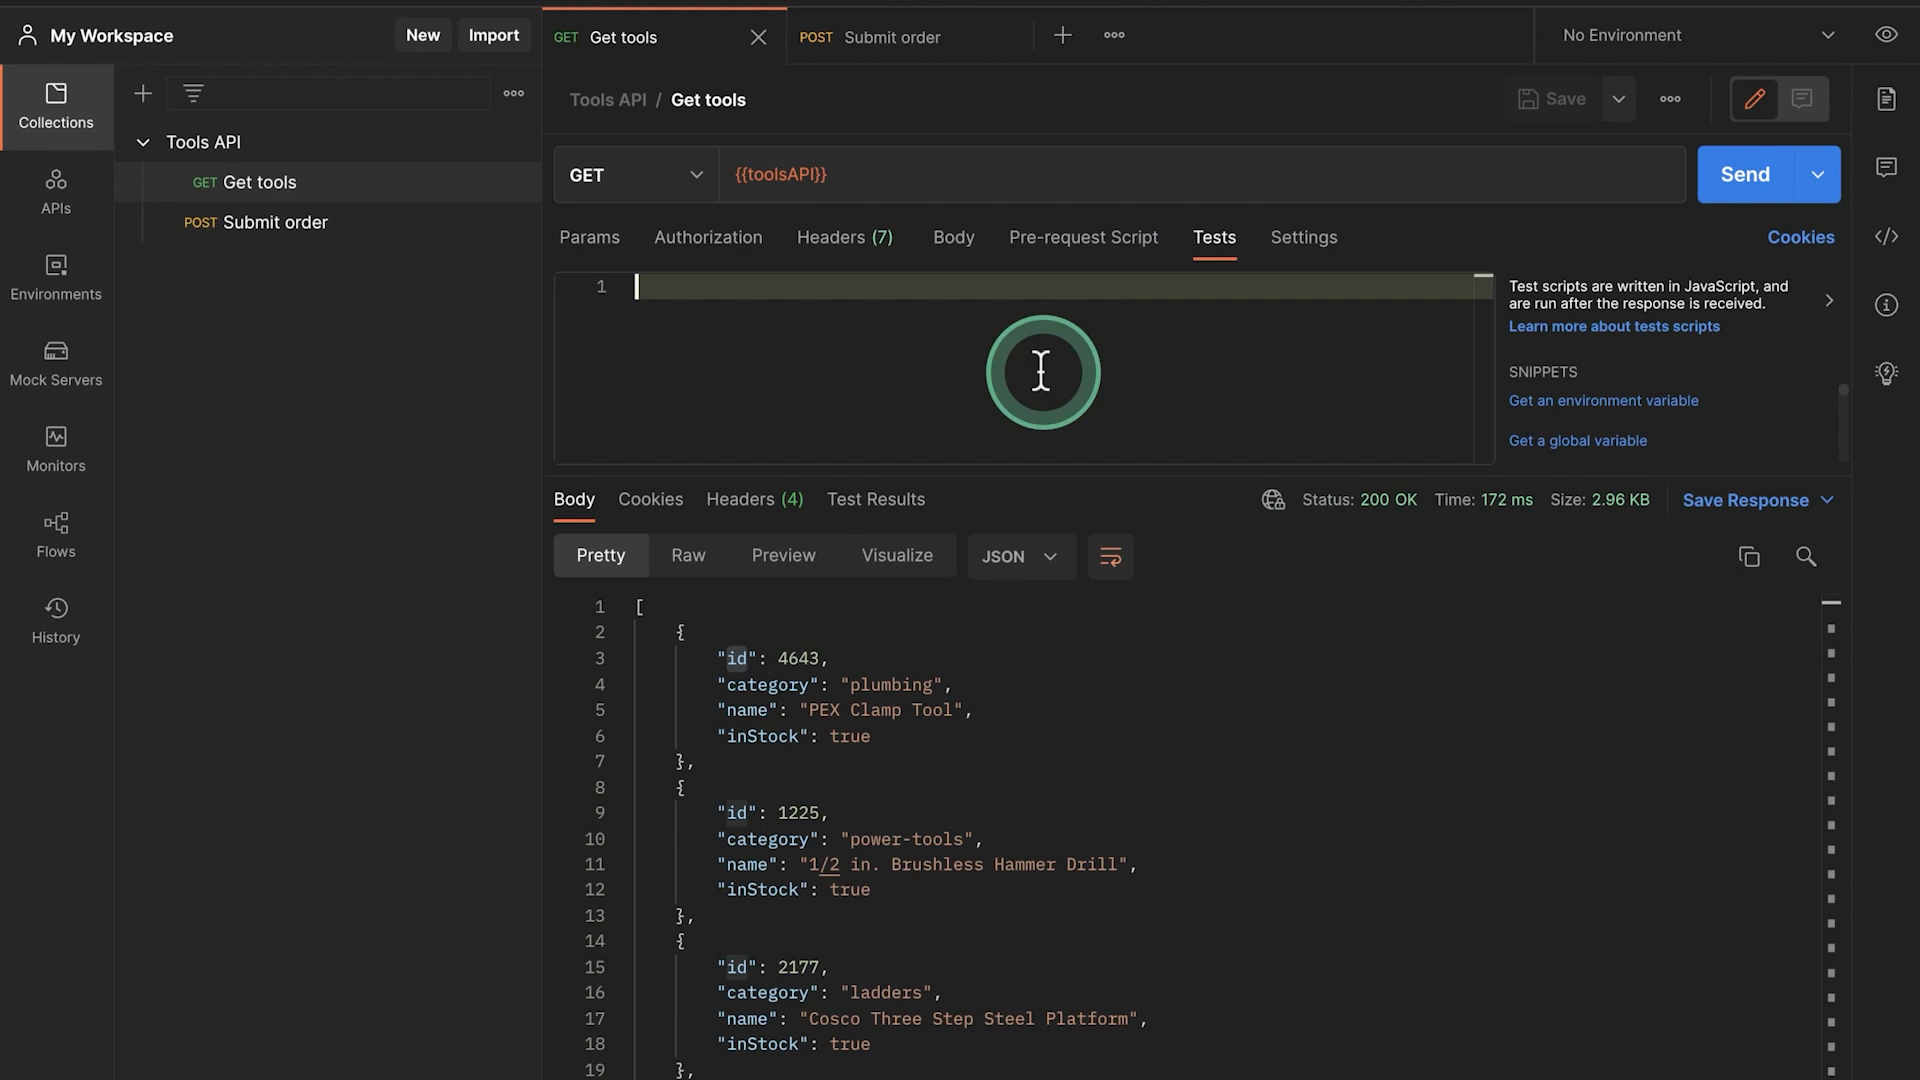 My Workspace
New
Import
GET Get tools
POST Submit order
No Environment
Collections
APIs
Environments
Mock Servers
Monitors
Flows
History
Tools API
GET Get tools
POST Submit order
Tools API / Get tools
Save
GET
{{toolsAPI}}
Send
Params
Authorization
Headers (7)
Body
Pre-request Script
Tests
Settings
Cookies
1
Test scripts are written in JavaScript, and
are run after the response is received.
Learn more about tests scripts
SNIPPETS
Get an environment variable
Get a global variable
Body
Cookies
Headers (4)
Test Results
Status: 200 OK
Time: 172 ms
Size: 2.96 KB
Save Response
Pretty
Raw
Preview
Visualize
JSON
1 [
2 {
3 "id": 4643,
4 "category": "plumbing",
5 "name": "PEX Clamp Tool",
6 "inStock": true
7 },
8 {
9 "id": 1225,
10 "category": "power-tools",
11 "name": "1/2 in. Brushless Hammer Drill",
12 "inStock": true
13 },
14 {
15 "id": 2177,
16 "category": "ladders",
17 "name": "Cosco Three Step Steel Platform",
18 "inStock": true
19 },